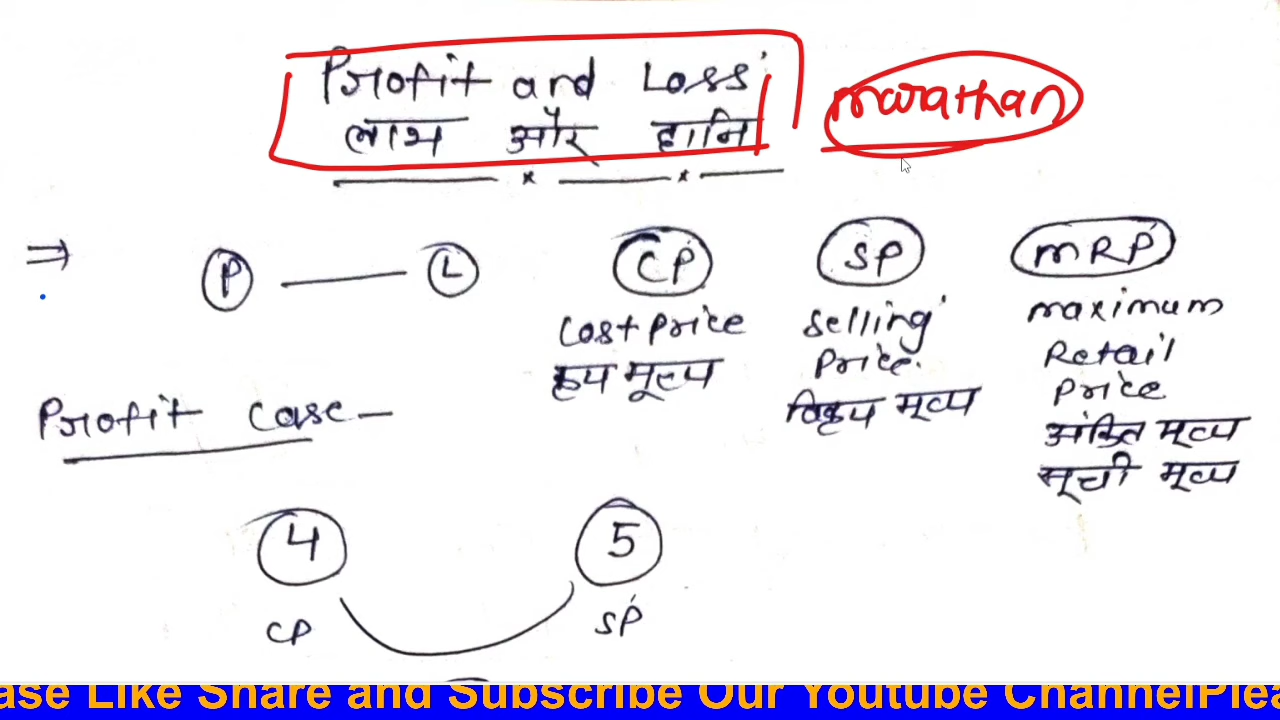 Profit and Loss
लाभ और हानि
marathan
⇒ P — L CP SP MRP
Cost price
क्रय मूल्य
Selling
Price.
विक्रय मूल्य
maximum
Retail
Price
अंकित मूल्य
सूची मूल्य
Profit Case —
4 5
CP SP
ase Like Share and Subscribe Our Youtube ChannelPlea